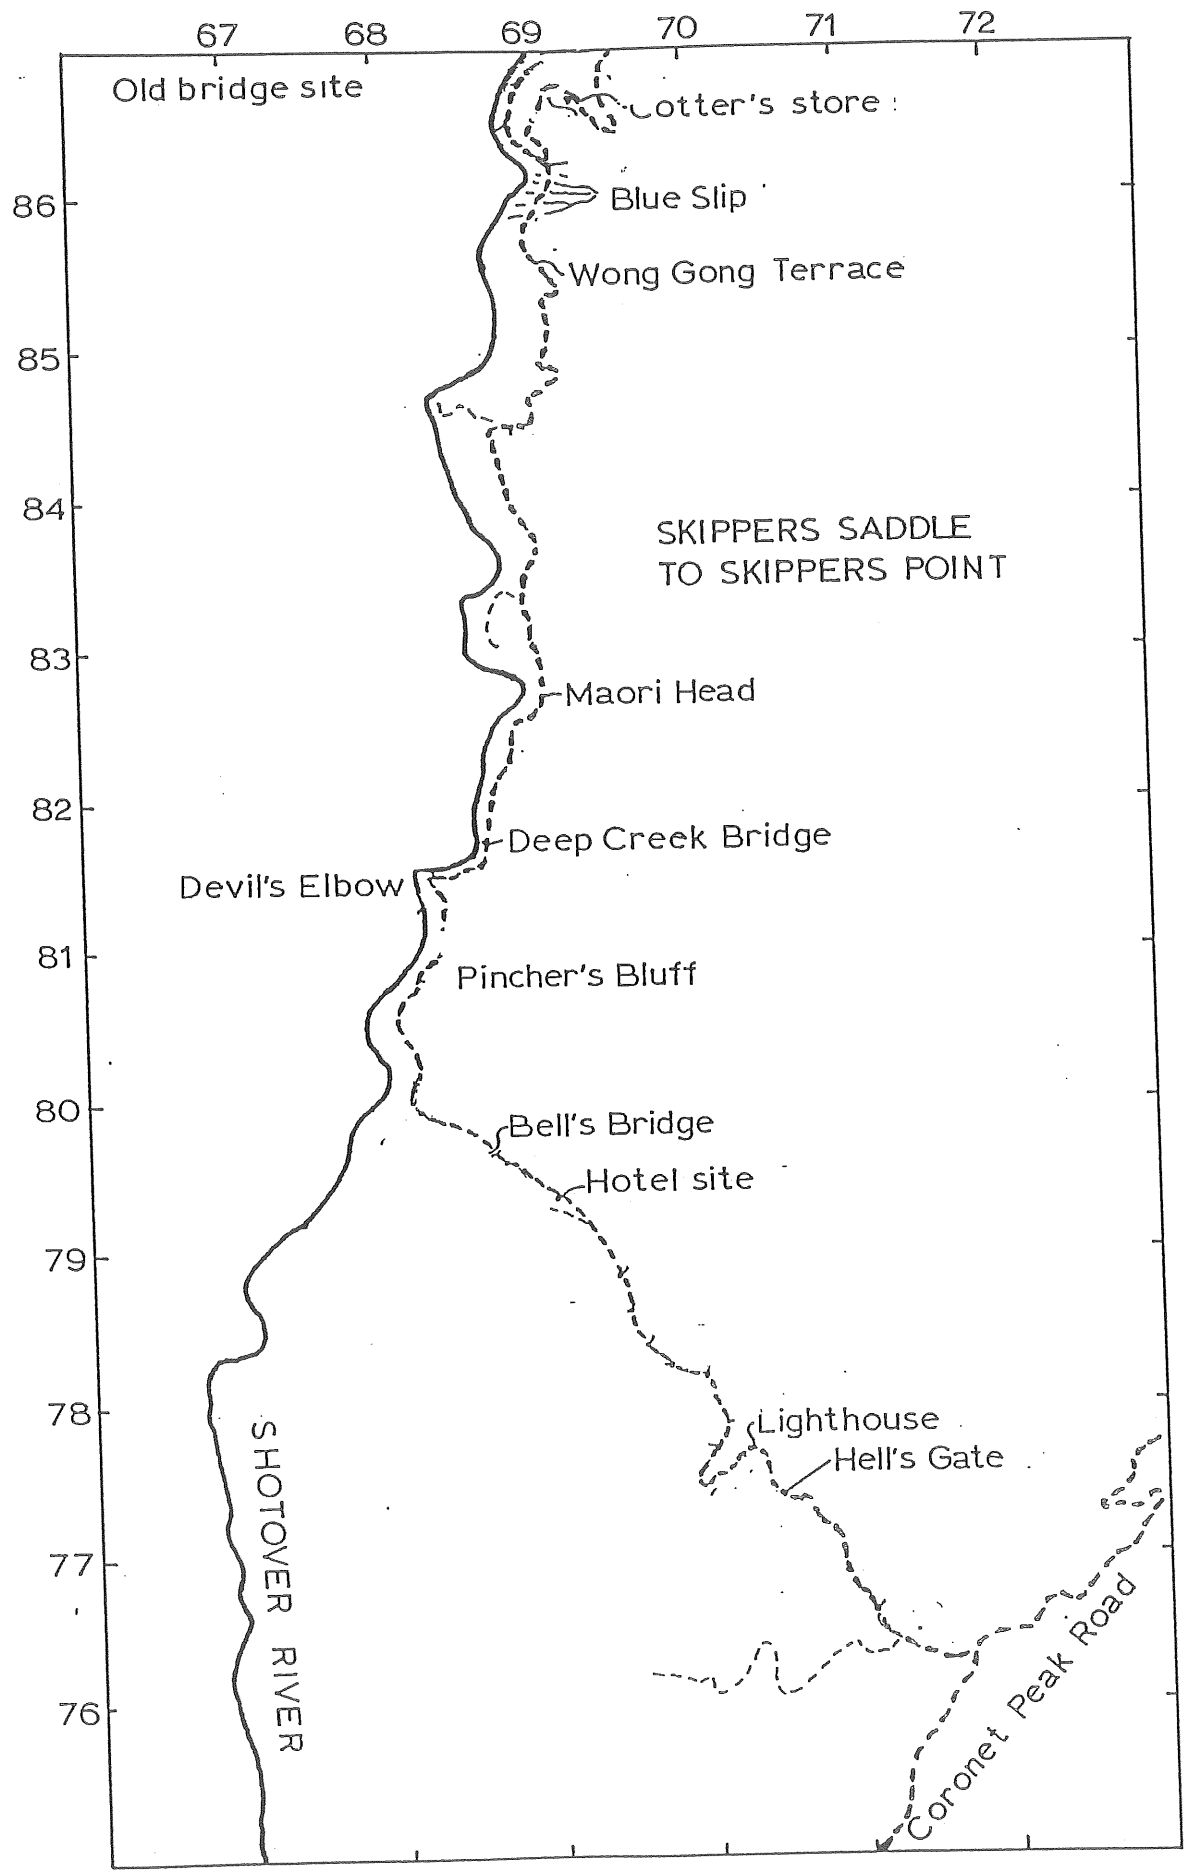 67 68 69 70 71 72
Old bridge site
Cotter's store
86
Blue Slip
Wong Gong Terrace
85
84
SKIPPERS SADDLE
TO SKIPPERS POINT
83
Maori Head
82
Deep Creek Bridge
Devil's Elbow
81
Pincher's Bluff
80
Bell's Bridge
Hotel site
79
78
Lighthouse
Hell's Gate
SHOTOVER RIVER
77
Coronet Peak Road
76